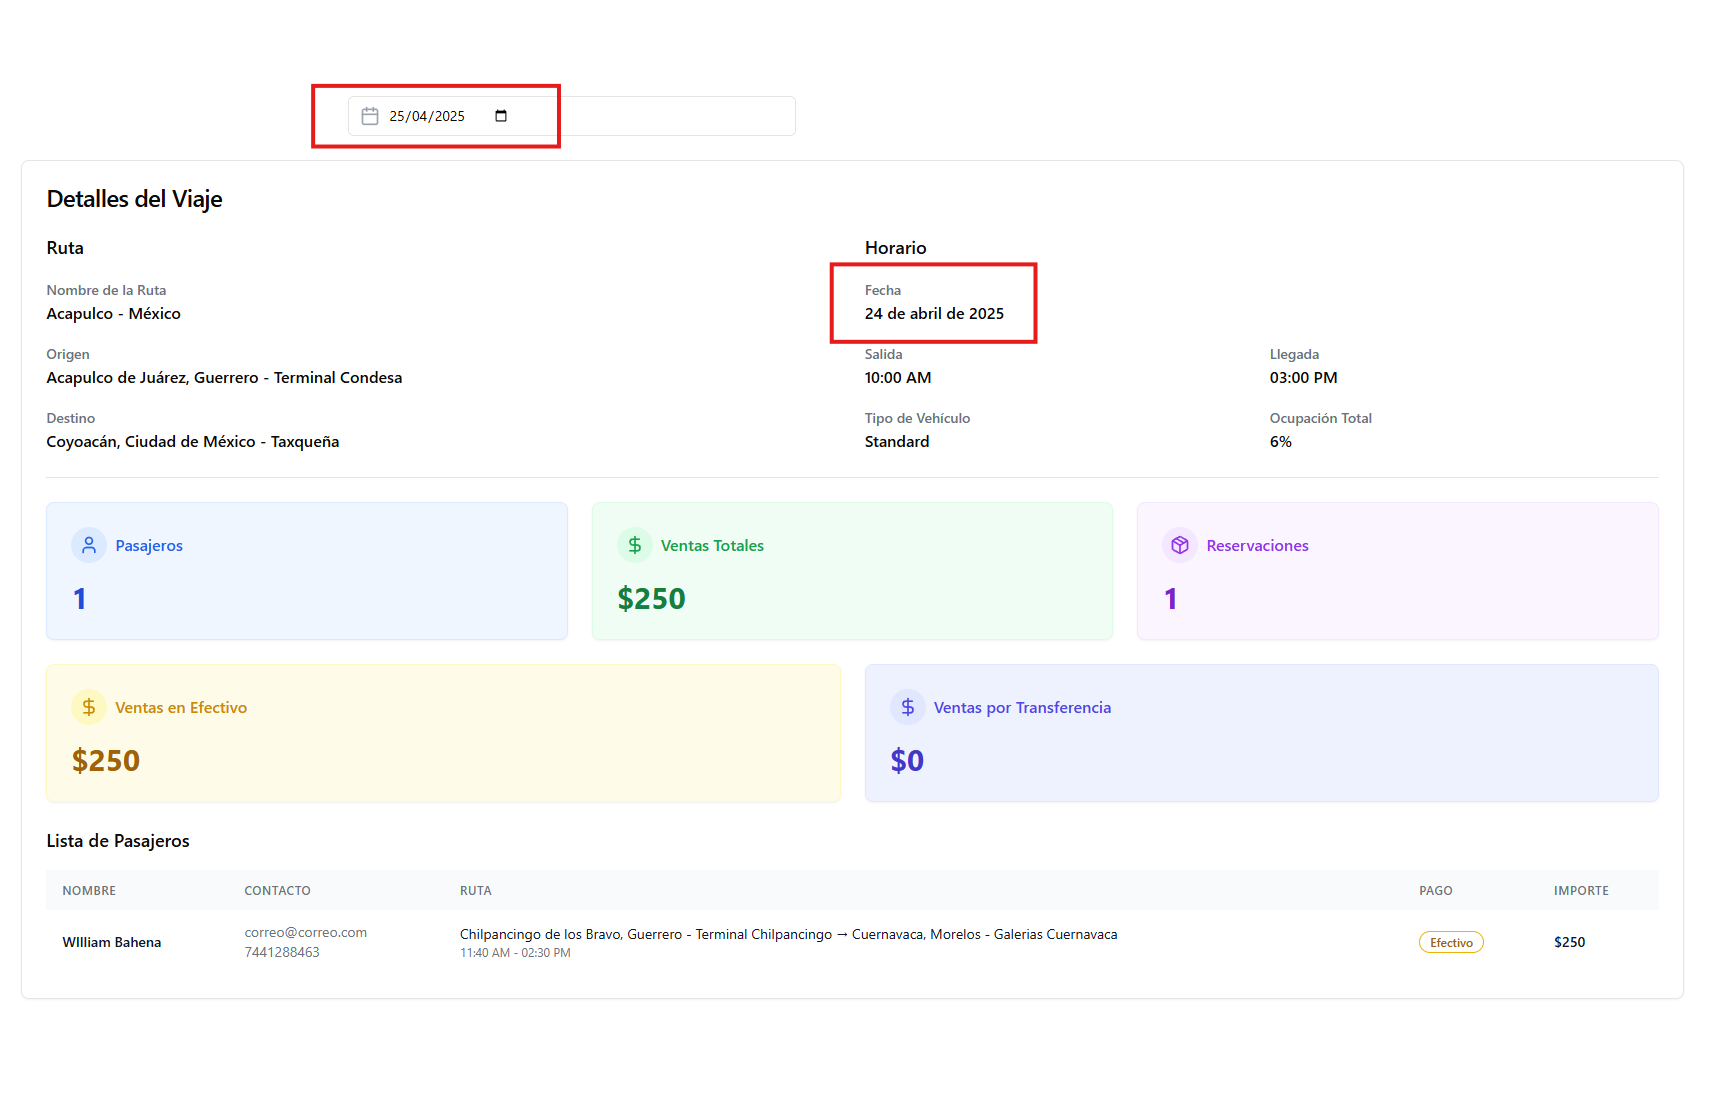 25/04/2025
Detalles del Viaje
Ruta
Horario
Nombre de la Ruta
Fecha
Acapulco - México
24 de abril de 2025
Origen
Salida
Llegada
Acapulco de Juárez, Guerrero - Terminal Condesa
10:00 AM
03:00 PM
Destino
Tipo de Vehículo
Ocupación Total
Coyoacán, Ciudad de México - Taxqueña
Standard
6%
Pasajeros
1
Ventas Totales
$250
Reservaciones
1
Ventas en Efectivo
$250
Ventas por Transferencia
$0
Lista de Pasajeros
NOMBRE CONTACTO RUTA PAGO IMPORTE
WIlliam Bahena
correo@correo.com
7441288463
Chilpancingo de los Bravo, Guerrero - Terminal Chilpancingo → Cuernavaca, Morelos - Galerias Cuernavaca
11:40 AM - 02:30 PM
Efectivo
$250